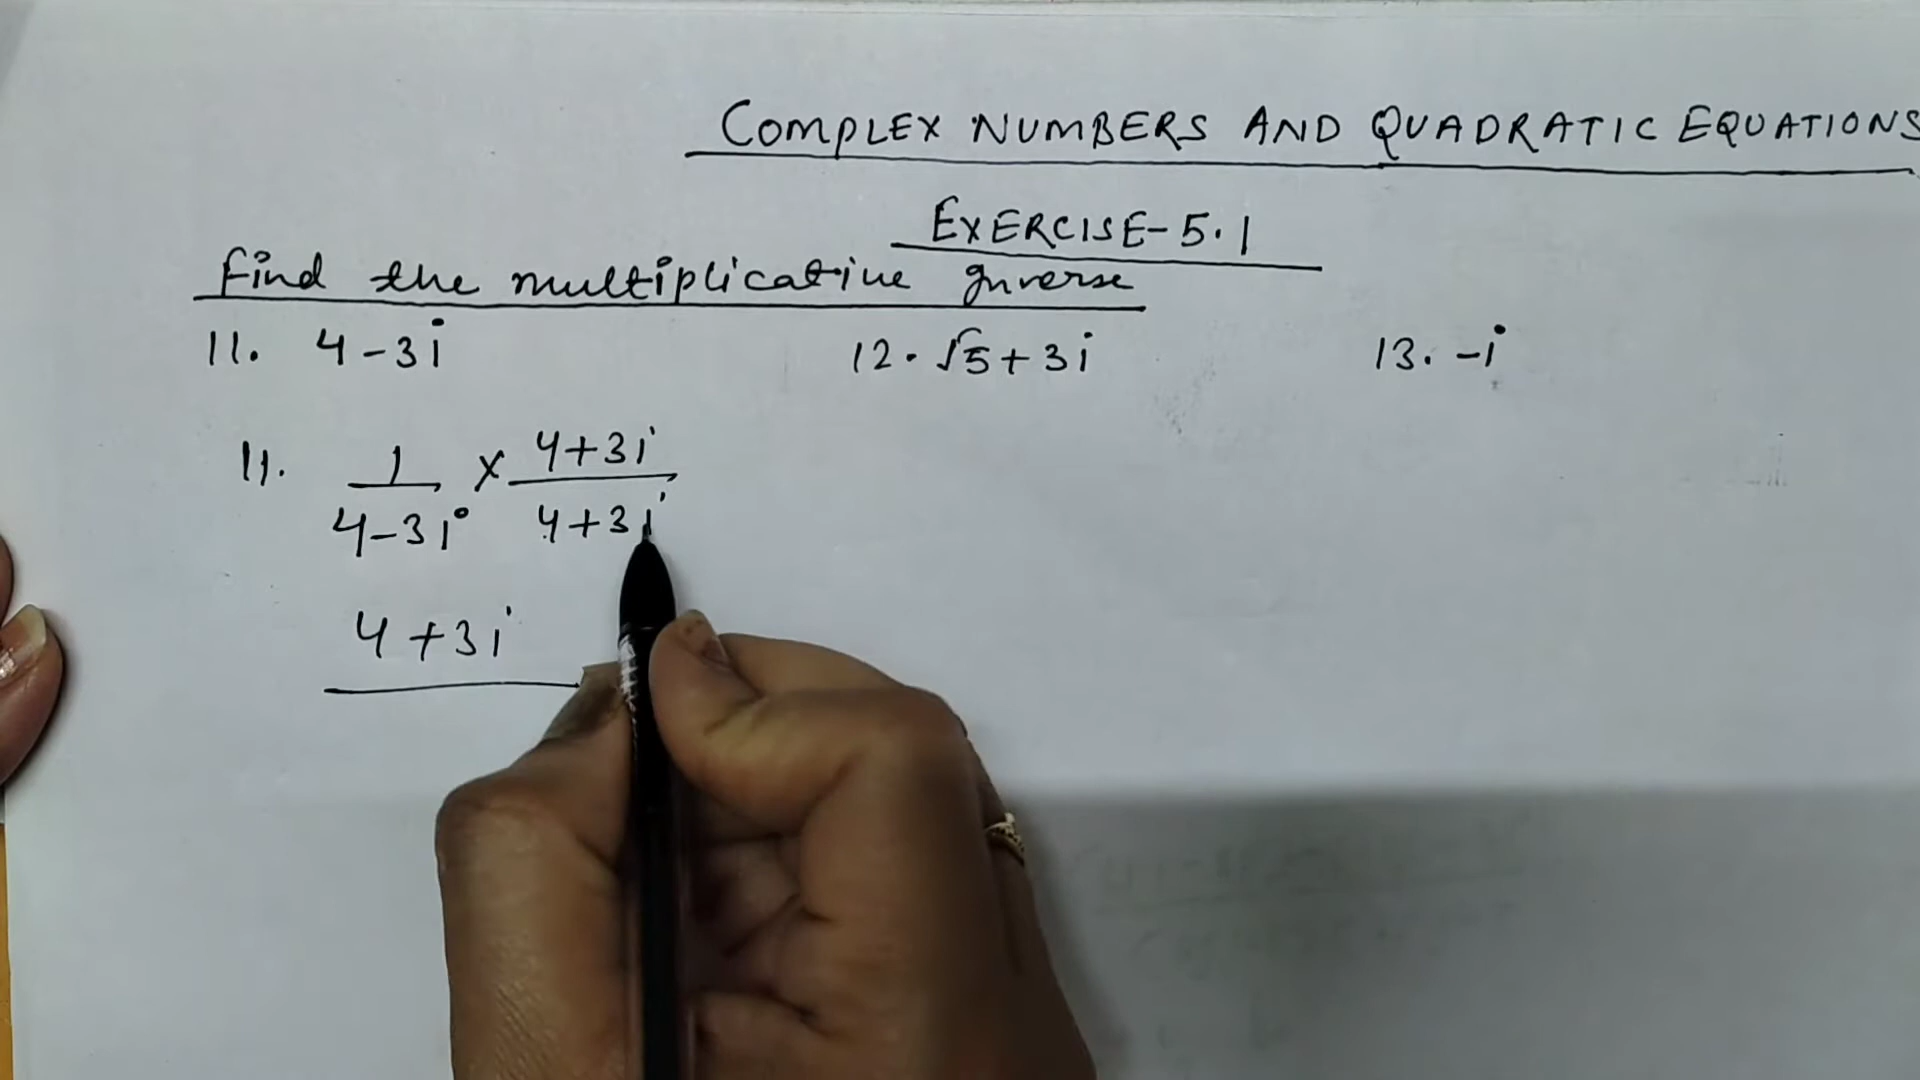 COMPLEX NUMBERS AND QUADRATIC EQUATIONS
EXERCISE-5.1
find the multiplicative Inverse
11. 4-3i 12. √5+3i 13. -i
11. 1/4-3i × 4+3i/4+3i
4+3i